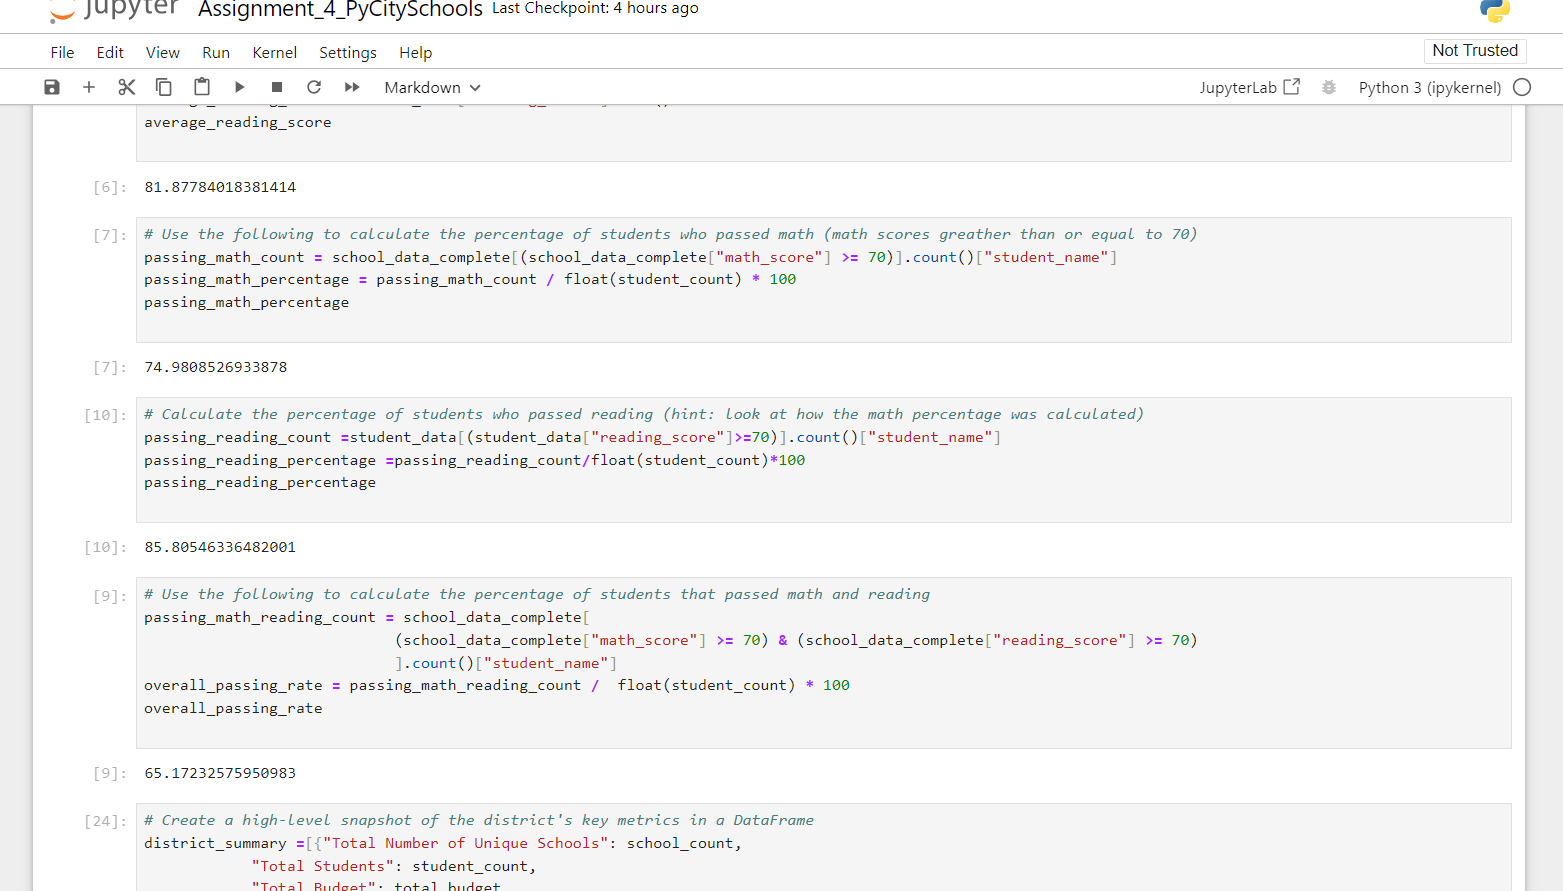 jupyter Assignment_4_PyCitySchools Last Checkpoint: 4 hours ago
File Edit View Run Kernel Settings Help Not Trusted
Markdown JupyterLab Python 3 (ipykernel)
average_reading_score
[6]: 81.87784018381414
[7]: # Use the following to calculate the percentage of students who passed math (math scores greather than or equal to 70)
passing_math_count = school_data_complete[(school_data_complete["math_score"] >= 70)].count()["student_name"]
passing_math_percentage = passing_math_count / float(student_count) * 100
passing_math_percentage
[7]: 74.9808526933878
[10]: # Calculate the percentage of students who passed reading (hint: look at how the math percentage was calculated)
passing_reading_count =student_data[(student_data["reading_score"]>=70)].count()["student_name"]
passing_reading_percentage =passing_reading_count/float(student_count)*100
passing_reading_percentage
[10]: 85.80546336482001
[9]: # Use the following to calculate the percentage of students that passed math and reading
passing_math_reading_count = school_data_complete[
(school_data_complete["math_score"] >= 70) & (school_data_complete["reading_score"] >= 70)
].count()["student_name"]
overall_passing_rate = passing_math_reading_count /  float(student_count) * 100
overall_passing_rate
[9]: 65.17232575950983
[24]: # Create a high-level snapshot of the district's key metrics in a DataFrame
district_summary =[{"Total Number of Unique Schools": school_count,
"Total Students": student_count,
"Total Budget": total_budget